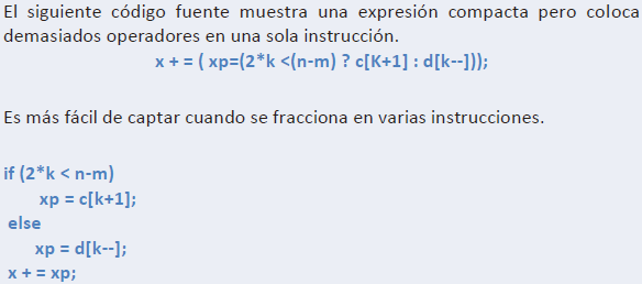 El siguiente código fuente muestra una expresión compacta pero coloca
demasiados operadores en una sola instrucción.
x + = ( xp=(2*k <(n-m) ? c[K+1] : d[k--]));
Es más fácil de captar cuando se fracciona en varias instrucciones.
if (2*k < n-m)
xp = c[k+1];
else
xp = d[k--];
x + = xp;